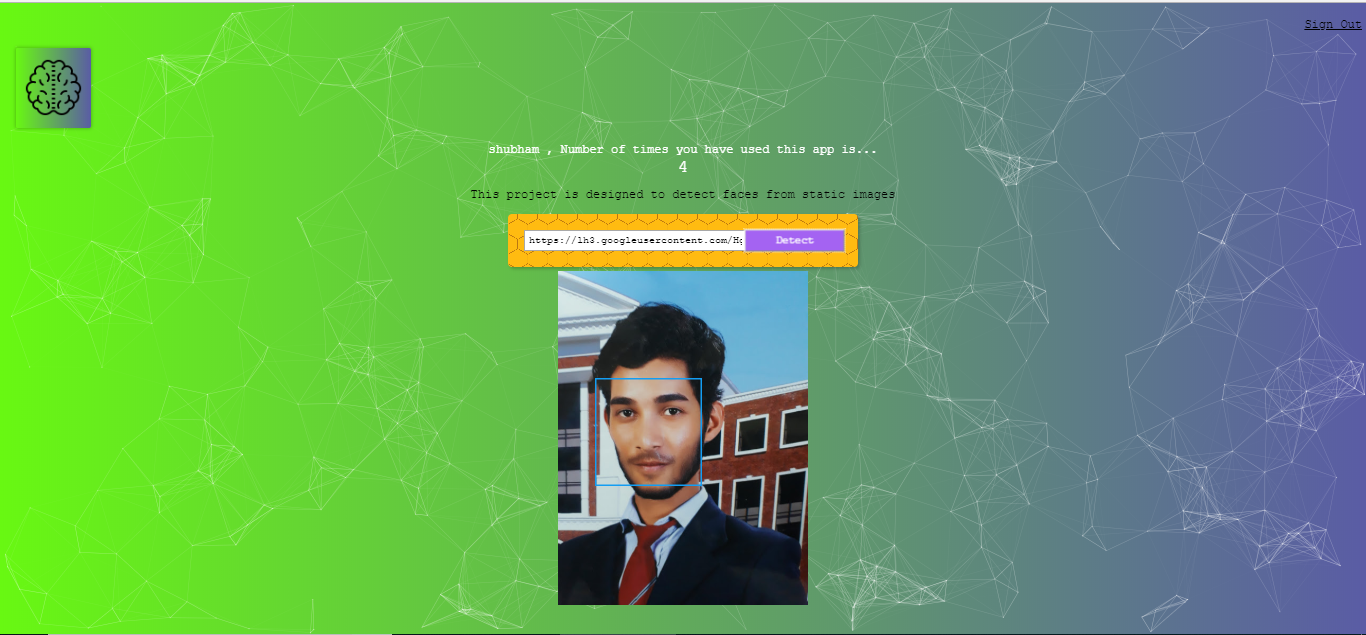 Sign Out
shubham , Number of times you have used this app is...
4
This project is designed to detect faces from static images
https://lh3.googleusercontent.com/Hg
Detect